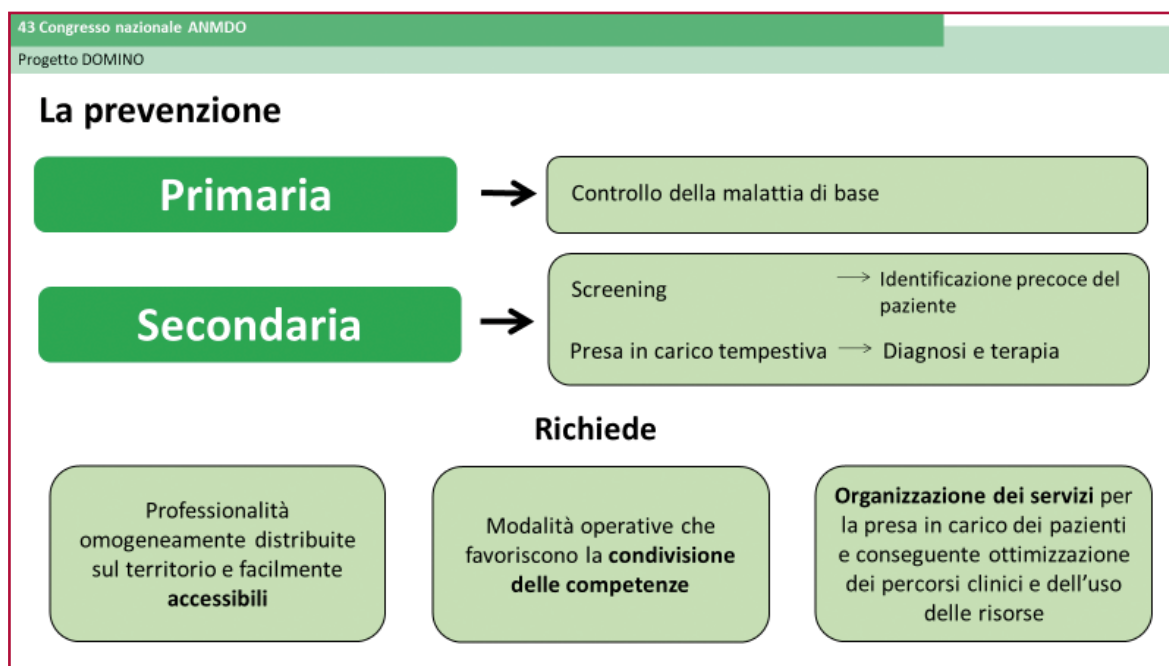 43 Congresso nazionale ANMDO
Progetto DOMINO
La prevenzione
Primaria
Controllo della malattia di base
Secondaria
Screening
Identificazione precoce del
paziente
Presa in carico tempestiva
Diagnosi e terapia
Richiede
Professionalità
omogeneamente distribuite
sul territorio e facilmente
accessibili
Modalità operative che
favoriscono la condivisione
delle competenze
Organizzazione dei servizi per
la presa in carico dei pazienti
e conseguente ottimizzazione
dei percorsi clinici e dell'uso
delle risorse